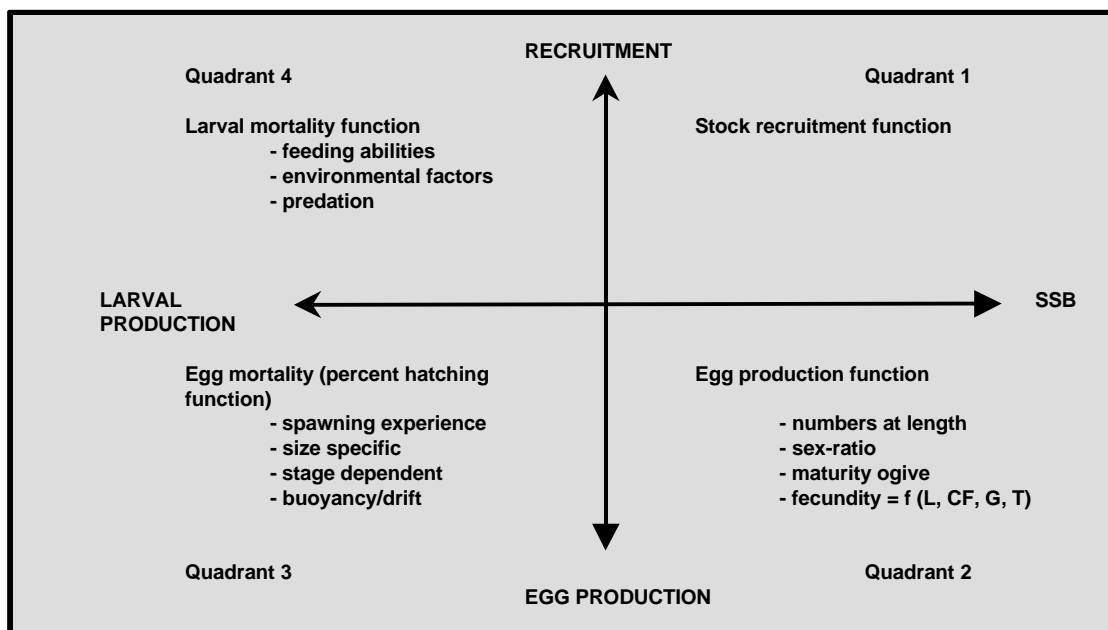 RECRUITMENT
Quadrant 4
Quadrant 1
Larval mortality function
- feeding abilities
- environmental factors
- predation
Stock recruitment function
LARVAL
PRODUCTION
SSB
Egg mortality (percent hatching
function)
- spawning experience
- size specific
- stage dependent
- buoyancy/drift
Egg production function
- numbers at length
- sex-ratio
- maturity ogive
- fecundity = f (L, CF, G, T)
Quadrant 3
Quadrant 2
EGG PRODUCTION